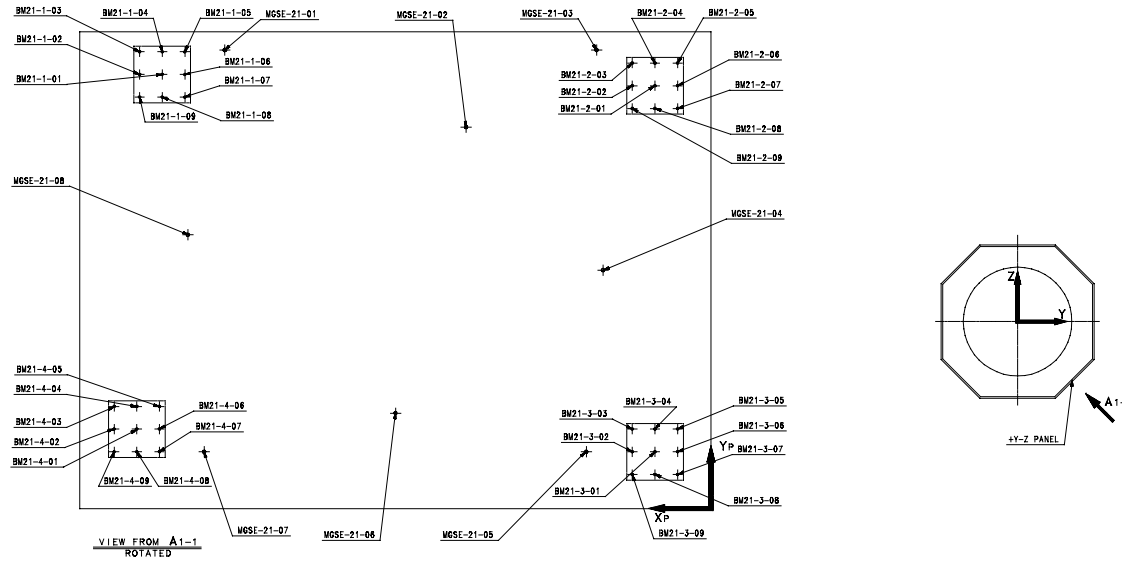 BM21-1-03
BM21-1-04
BM21-1-05
MGSE-21-01
MGSE-21-02
MGSE-21-03
BM21-2-04
BM21-2-05
BM21-1-02
BM21-1-06
BM21-2-03
BM21-2-06
BM21-1-01
BM21-1-07
BM21-2-02
BM21-2-07
BM21-2-01
BM21-1-09
BM21-1-08
BM21-2-08
BM21-2-09
MGSE-21-08
MGSE-21-04
Z
Y
BM21-4-05
BM21-4-04
BM21-4-06
BM21-3-04
BM21-3-05
A1-
BM21-4-03
BM21-4-07
BM21-3-03
BM21-3-06
BM21-4-02
BM21-3-02
YP
BM21-3-07
+Y-Z PANEL
BM21-4-01
BM21-4-09
BM21-4-08
BM21-3-01
BM21-3-08
XP
MGSE-21-07
MGSE-21-06
MGSE-21-05
BM21-3-09
VIEW FROM A1-1
ROTATED